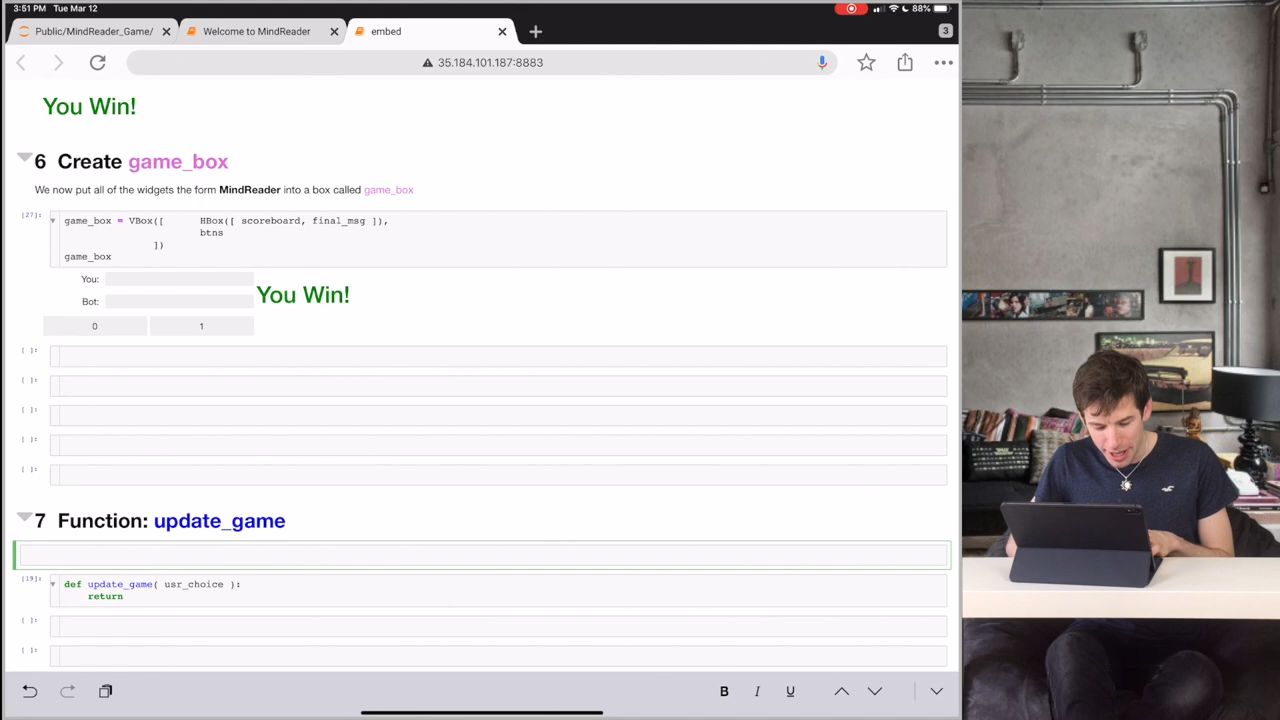 3:51 PM Tue Mar 12
88%
Public/MindReader_Game/
Welcome to MindReader
embed
3
35.184.101.187:8883
You Win!
6 Create game_box
We now put all of the widgets the form MindReader into a box called game_box
[27]:
game_box = VBox([ HBox([ scoreboard, final_msg ]),
btns
])
game_box
You:
Bot:
You Win!
0 1
[ ]:
[ ]:
[ ]:
[ ]:
[ ]:
7 Function: update_game
[19]:
def update_game( usr_choice ):
return
[ ]:
[ ]:
B I U